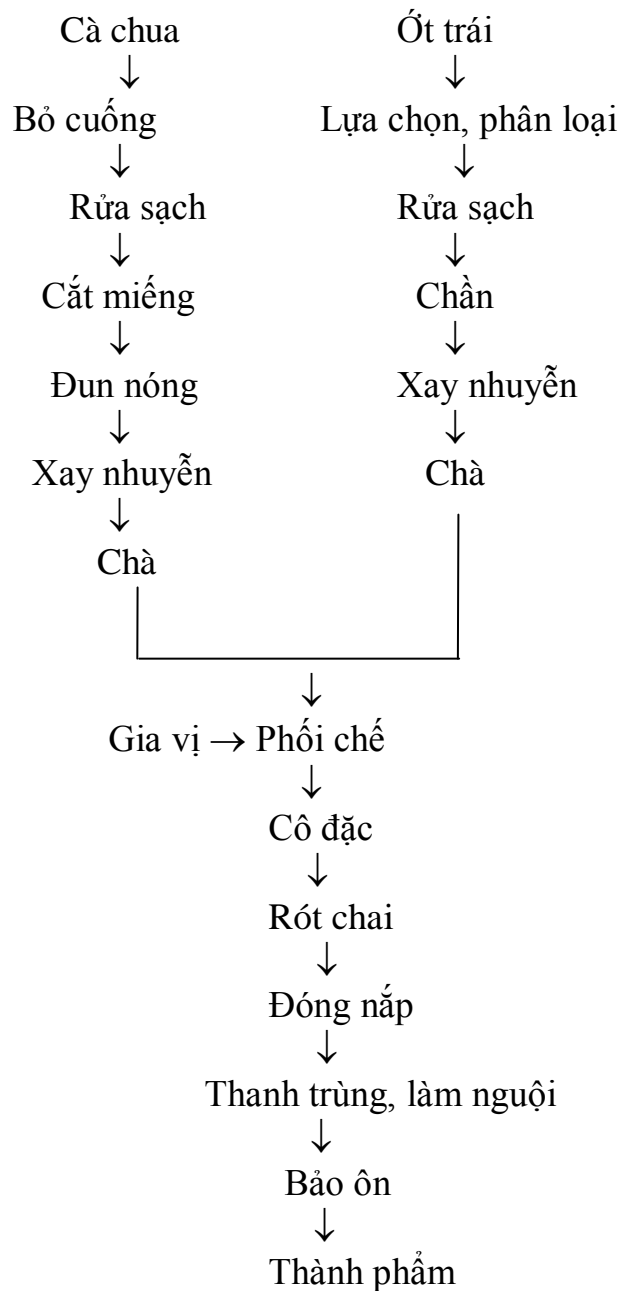 Cà chua
Ớt trái
↓ ↓
Bỏ cuống
Lựa chọn, phân loại
↓ ↓
Rửa sạch
Rửa sạch
↓ ↓
Cắt miếng
Chần
↓ ↓
Đun nóng
Xay nhuyễn
↓ ↓
Xay nhuyễn
Chà
↓
Chà
↓
Gia vị → Phối chế
↓
Cô đặc
↓
Rót chai
↓
Đóng nắp
↓
Thanh trùng, làm nguội
↓
Bảo ôn
↓
Thành phẩm